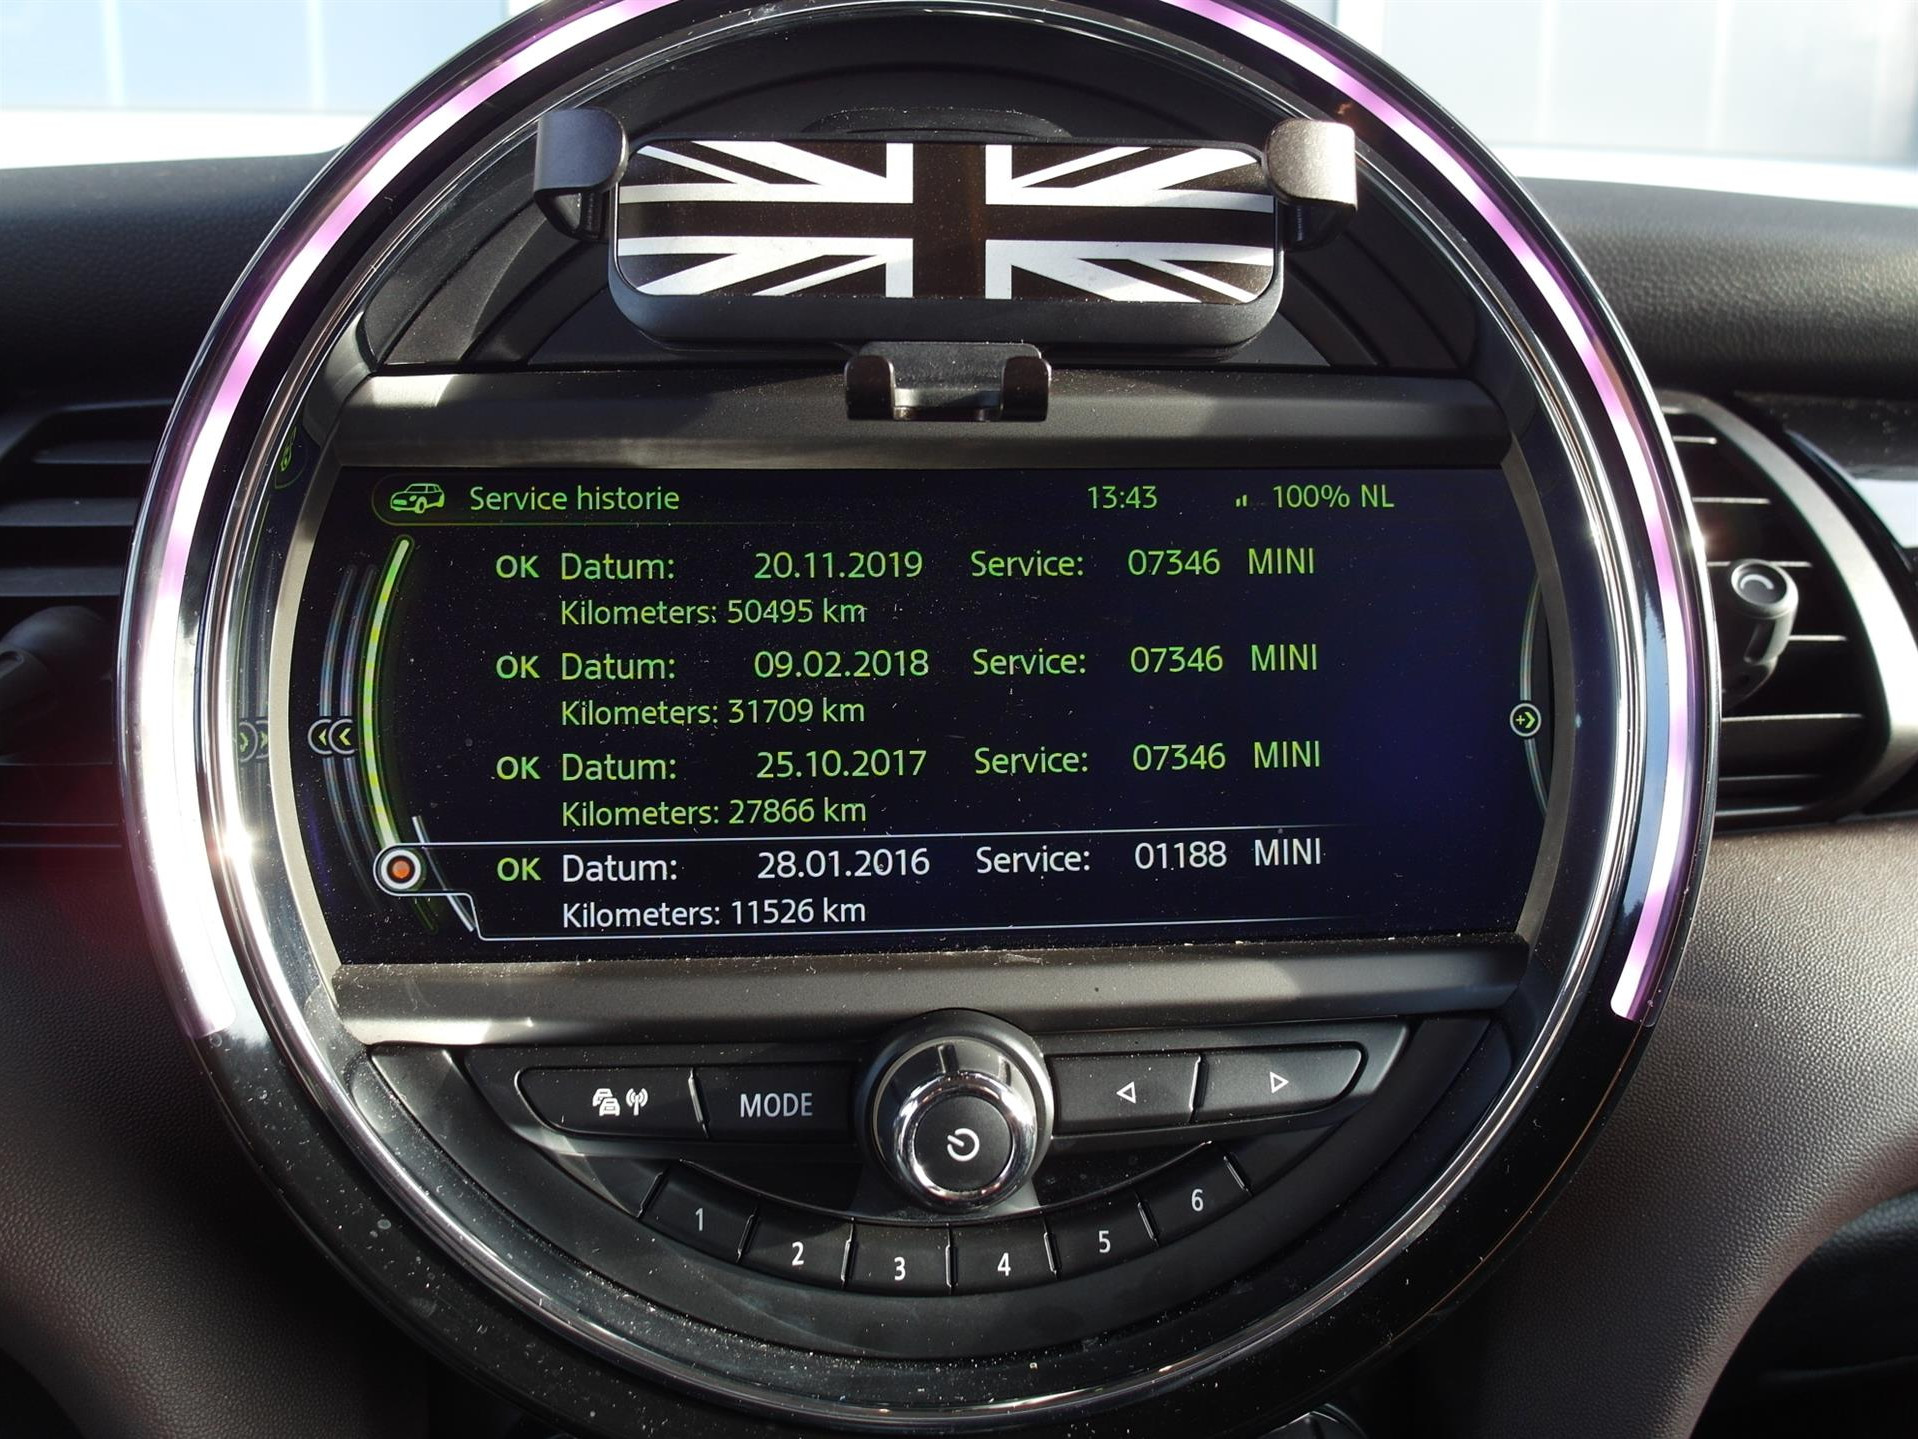 Service historie 13:43 100% NL
OK Datum: 20.11.2019 Service: 07346 MINI
Kilometers: 50495 km
OK Datum: 09.02.2018 Service: 07346 MINI
Kilometers: 31709 km
OK Datum: 25.10.2017 Service: 07346 MINI
Kilometers: 27866 km
OK Datum: 28.01.2016 Service: 01188 MINI
Kilometers: 11526 km
MODE
1 2 3 4 5 6